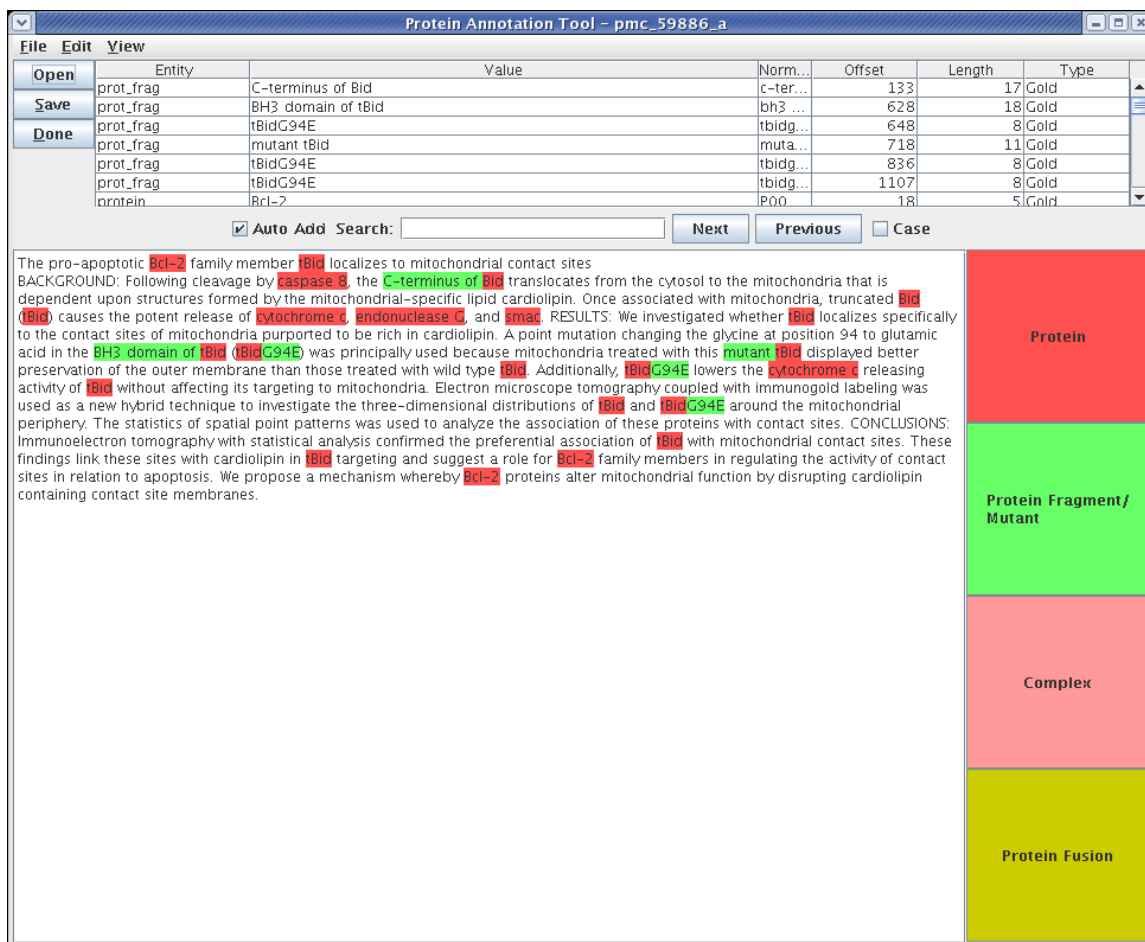 Protein Annotation Tool - pmc_59886_a
File Edit View
Open
Save
Done
Entity Value Norm... Offset Length Type
prot_frag C-terminus of Bid c-ter... 133 17 Gold
prot_frag BH3 domain of tBid bh3 ... 628 18 Gold
prot_frag tBidG94E tbidg... 648 8 Gold
prot_frag mutant tBid muta... 718 11 Gold
prot_frag tBidG94E tbidg... 836 8 Gold
prot_frag tBidG94E tbidg... 1107 8 Gold
protein Bcl-2 P00 18 5 Gold
Auto Add Search: Next Previous Case
The pro-apoptotic Bcl-2 family member tBid localizes to mitochondrial contact sites
BACKGROUND: Following cleavage by caspase 8, the C-terminus of Bid translocates from the cytosol to the mitochondria that is
dependent upon structures formed by the mitochondrial-specific lipid cardiolipin. Once associated with mitochondria, truncated Bid
(tBid) causes the potent release of cytochrome c, endonuclease G, and smac. RESULTS: We investigated whether tBid localizes specifically
to the contact sites of mitochondria purported to be rich in cardiolipin. A point mutation changing the glycine at position 94 to glutamic
acid in the BH3 domain of tBid (tBidG94E) was principally used because mitochondria treated with this mutant tBid displayed better
preservation of the outer membrane than those treated with wild type tBid. Additionally, tBidG94E lowers the cytochrome c releasing
activity of tBid without affecting its targeting to mitochondria. Electron microscope tomography coupled with immunogold labeling was
used as a new hybrid technique to investigate the three-dimensional distributions of tBid and tBidG94E around the mitochondrial
periphery. The statistics of spatial point patterns was used to analyze the association of these proteins with contact sites. CONCLUSIONS:
Immunoelectron tomography with statistical analysis confirmed the preferential association of tBid with mitochondrial contact sites. These
findings link these sites with cardiolipin in tBid targeting and suggest a role for Bcl-2 family members in regulating the activity of contact
sites in relation to apoptosis. We propose a mechanism whereby Bcl-2 proteins alter mitochondrial function by disrupting cardiolipin
containing contact site membranes.
Protein
Protein Fragment/
Mutant
Complex
Protein Fusion